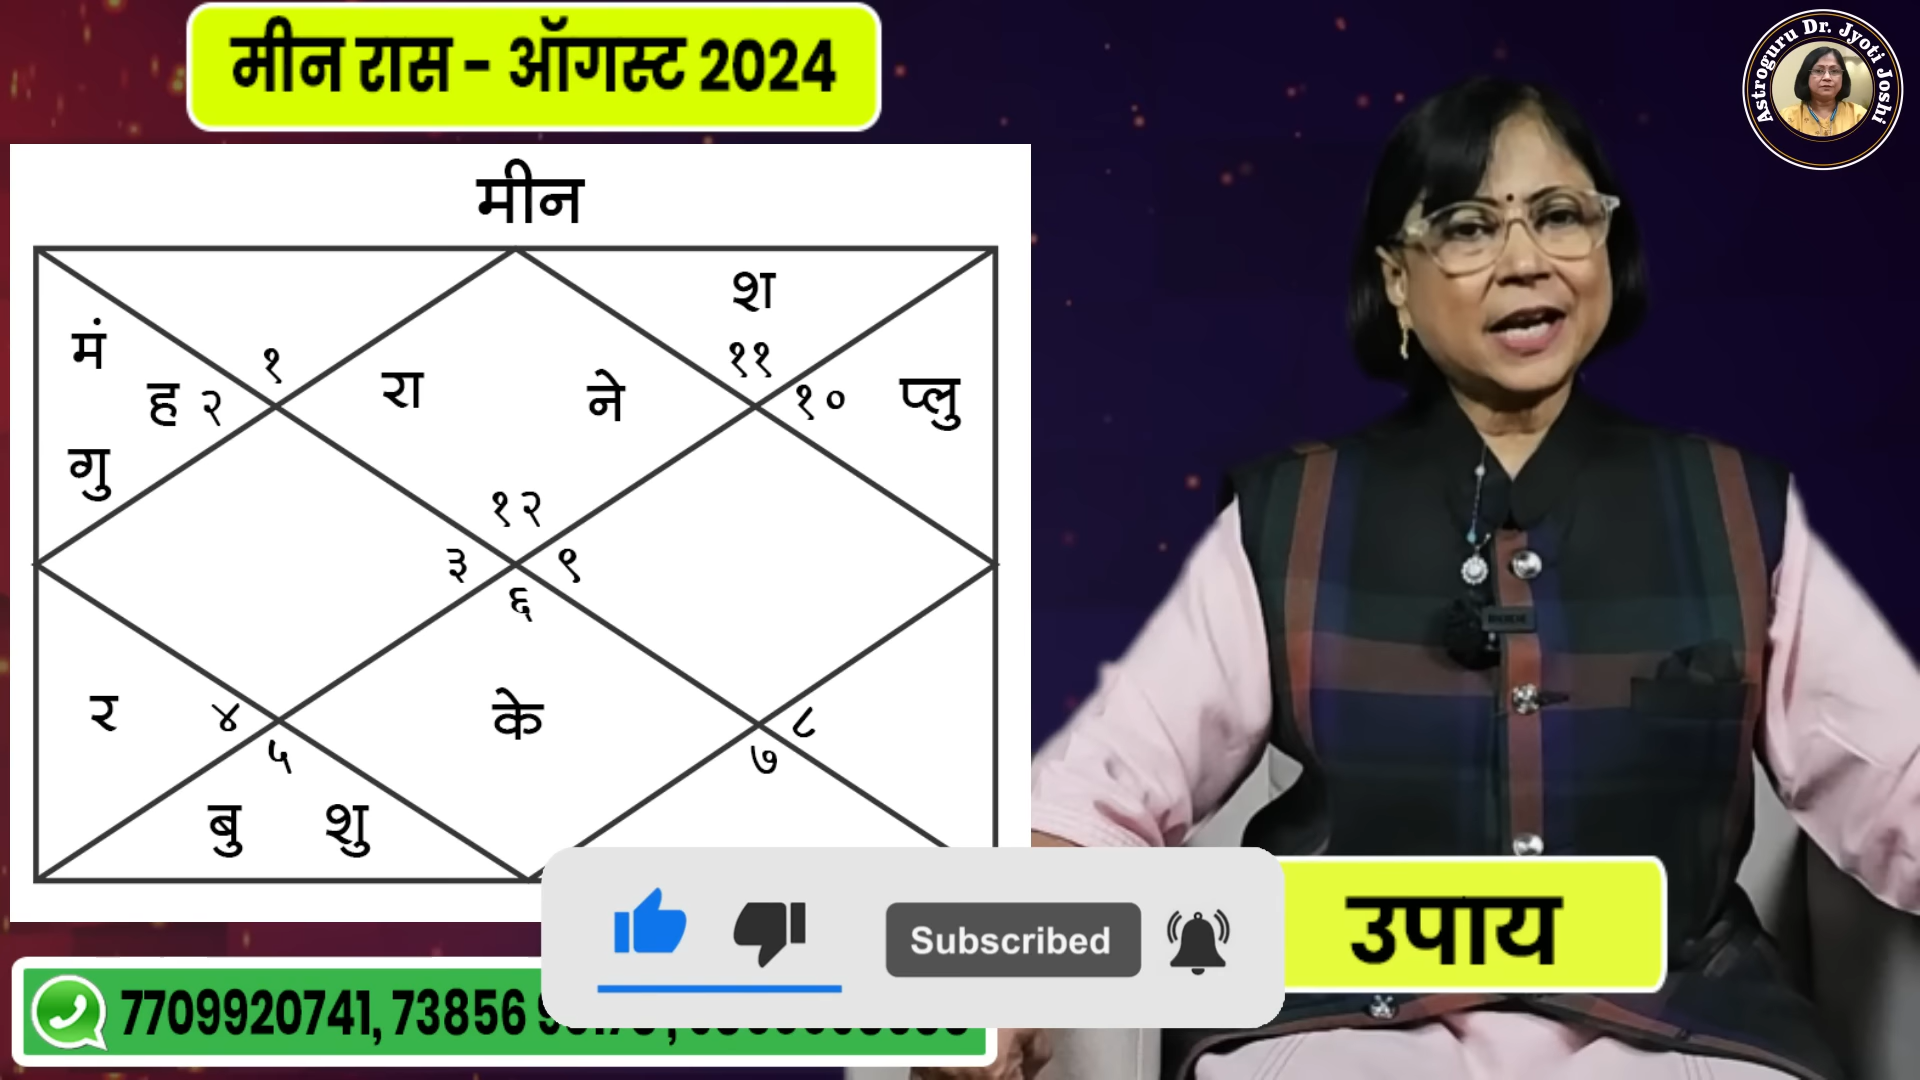 मीन रास - ऑगस्ट 2024
Astroguru Dr. Jyoti Joshi
मीन
श
मं
१
११
ह २
रा
ने
१०
प्लु
गु
१२
३
९
६
र
४
के
८
५
७
बु
शु
उपाय
Subscribed
7709920741, 73856